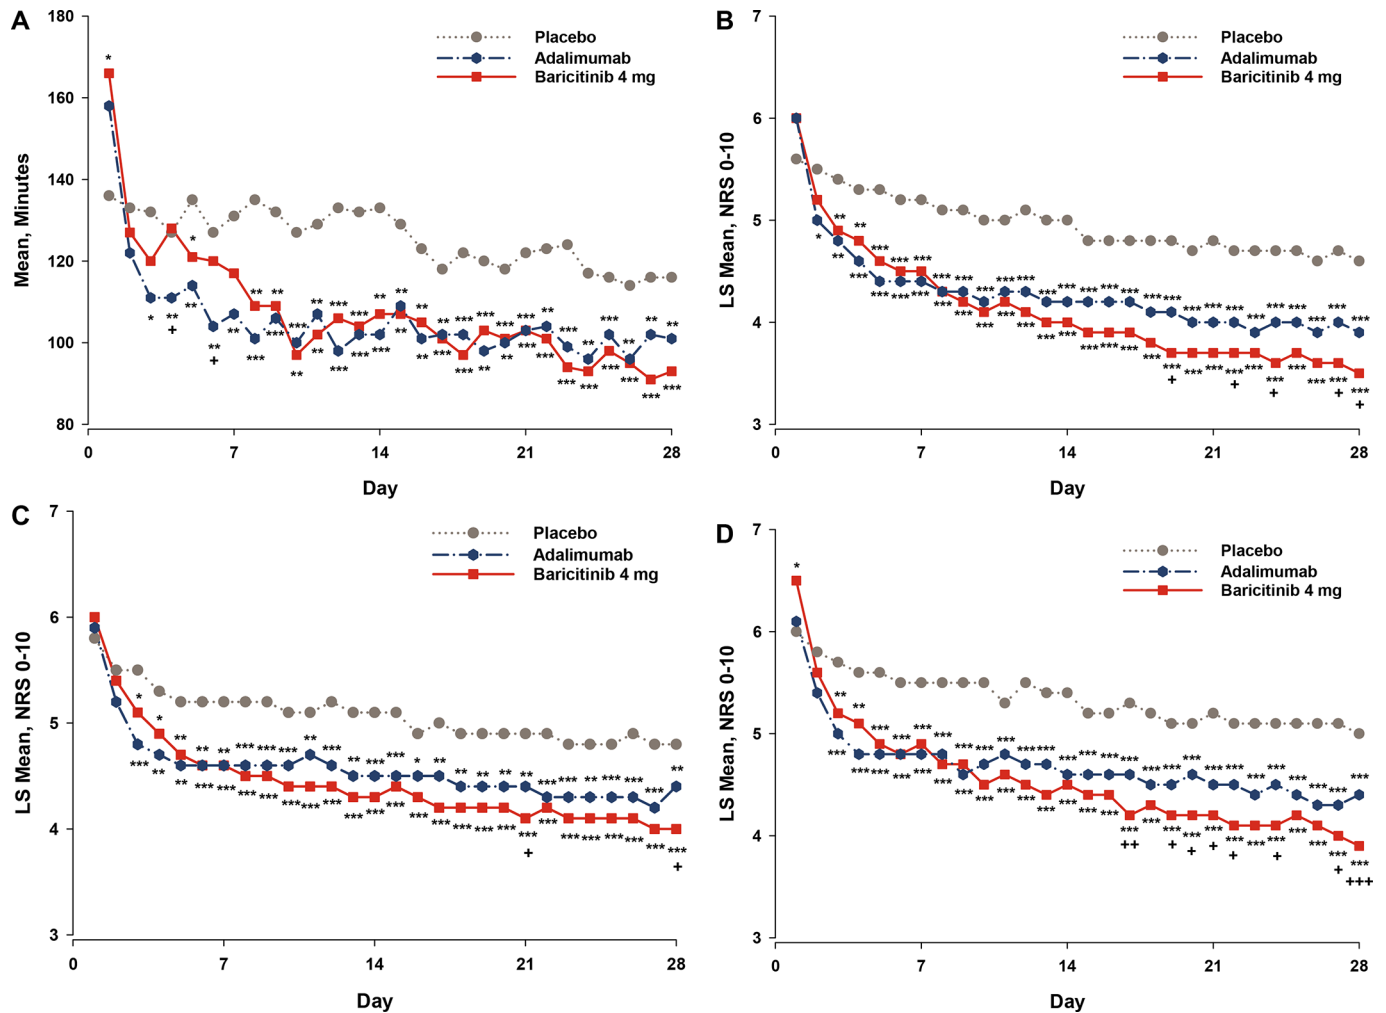 A
180
160
140
120
100
80
Mean, Minutes
Placebo
Adalimumab
Baricitinib 4 mg
0 7 14 21 28
Day
B
7
6
5
4
3
LS Mean, NRS 0-10
Placebo
Adalimumab
Baricitinib 4 mg
0 7 14 21 28
Day
C
7
6
5
4
3
LS Mean, NRS 0-10
Placebo
Adalimumab
Baricitinib 4 mg
0 7 14 21 28
Day
D
7
6
5
4
3
LS Mean, NRS 0-10
Placebo
Adalimumab
Baricitinib 4 mg
0 7 14 21 28
Day